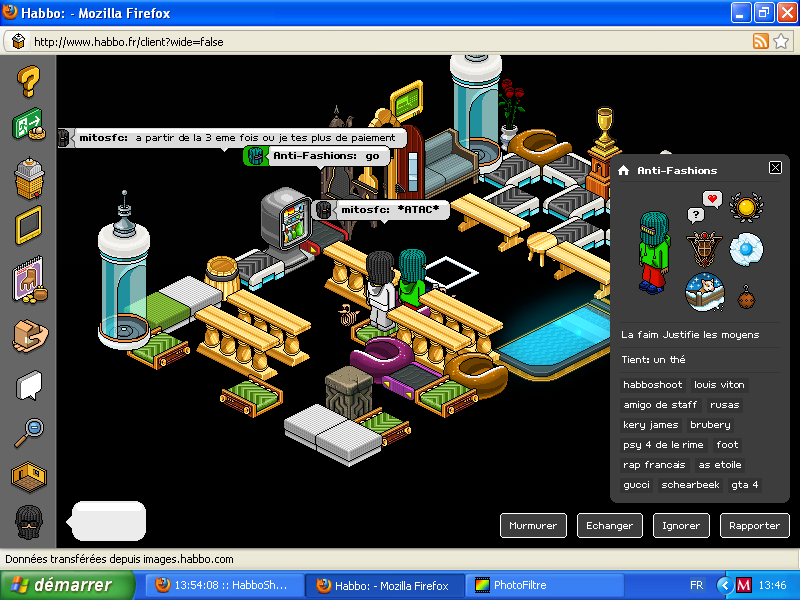 Habbo: - Mozilla Firefox
http://www.habbo.fr/client?wide=false
mitosfc: a partir de la 3 eme fois ou je tes plus de paiement
Anti-Fashions: go
mitosfc: *ATAC*
Anti-Fashions
?
La faim Justifie les moyens
Tient: un thé
habboshoot louis viton
amigo de staff rusas
kery james brubery
psy 4 de le rime foot
rap francais as etoile
gucci schearbeek gta 4
Murmurer Echanger Ignorer Rapporter
Données transférées depuis images.habbo.com
démarrer 13:54:08 :: HabboSh... Habbo: - Mozilla Firefox PhotoFiltre FR M 13:46